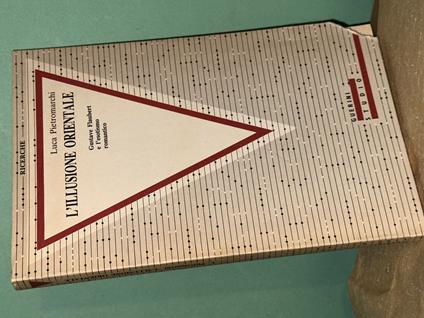 RICERCHE
Luca Pietromarchi
L'ILLUSIONE ORIENTALE
Gustave Flaubert
e l'esotismo
romantico
GUERINI
STUDIO